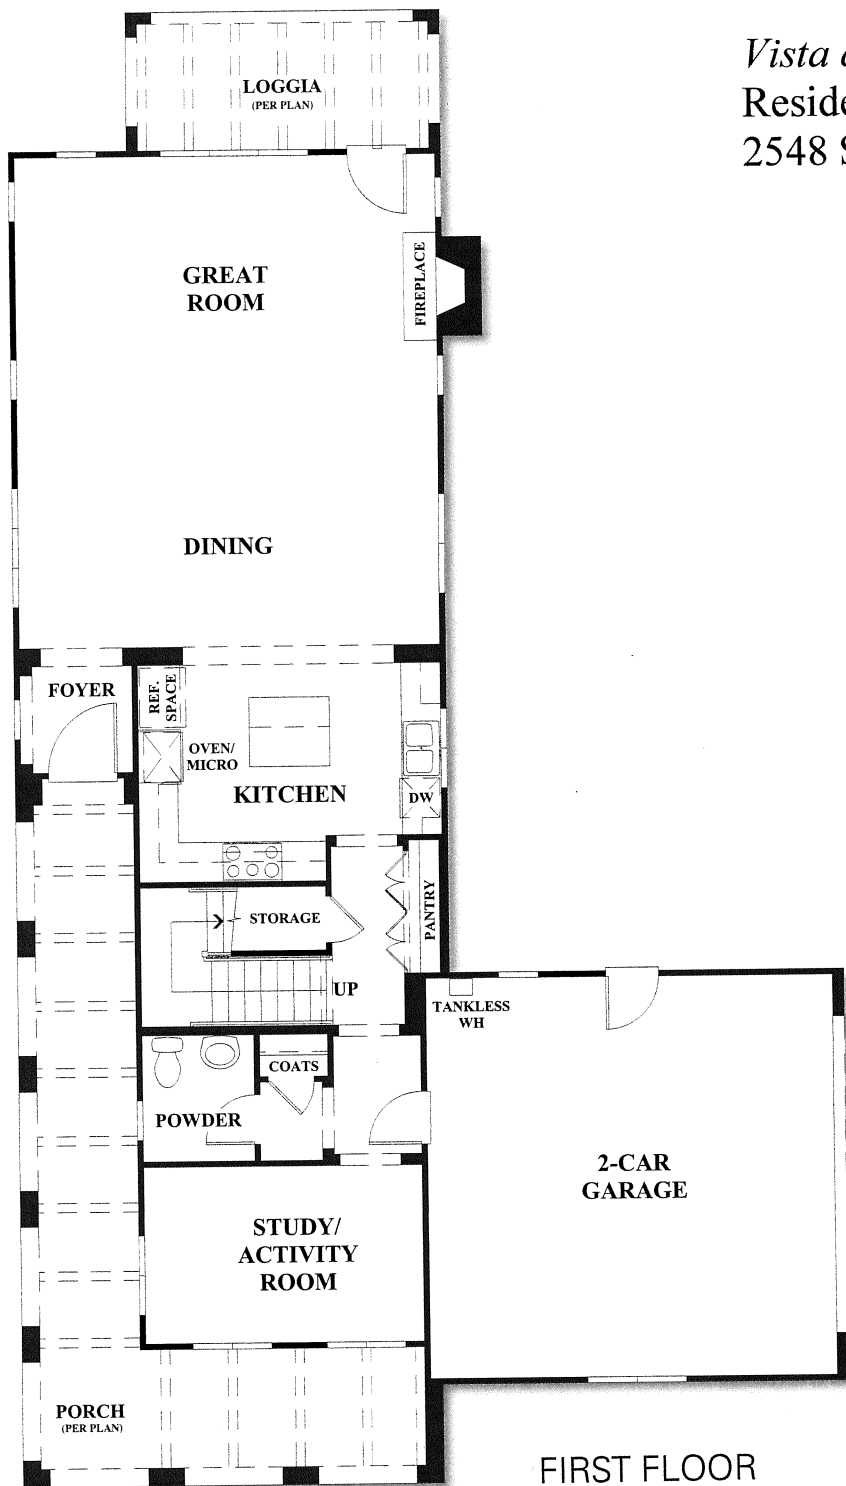 Vista
Reside
2548
LOGGIA
(PER PLAN)
GREAT
ROOM
FIREPLACE
DINING
FOYER
REF.
SPACE
OVEN/
MICRO
KITCHEN
DW
STORAGE
PANTRY
UP
TANKLESS
WH
COATS
POWDER
2-CAR
GARAGE
STUDY/
ACTIVITY
ROOM
PORCH
(PER PLAN)
FIRST FLOOR